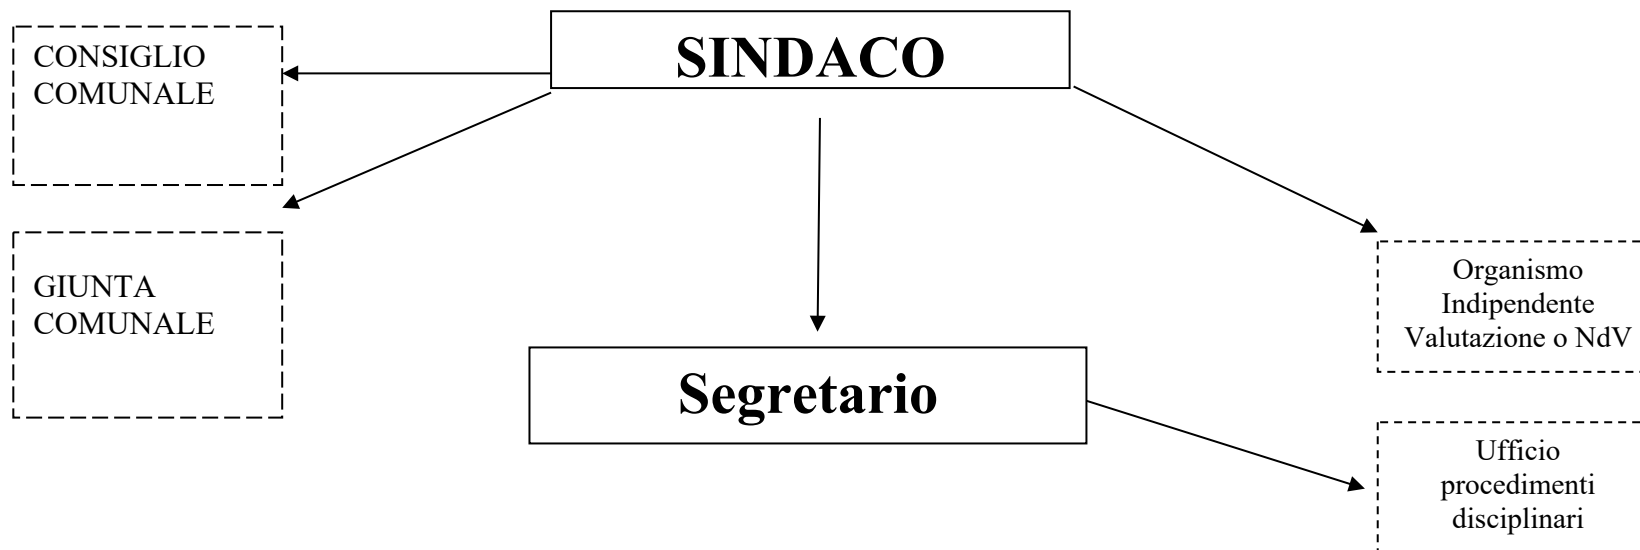 CONSIGLIO
COMUNALE
SINDACO
GIUNTA
COMUNALE
Organismo
Indipendente
Valutazione o NdV
Segretario
Ufficio
procedimenti
disciplinari